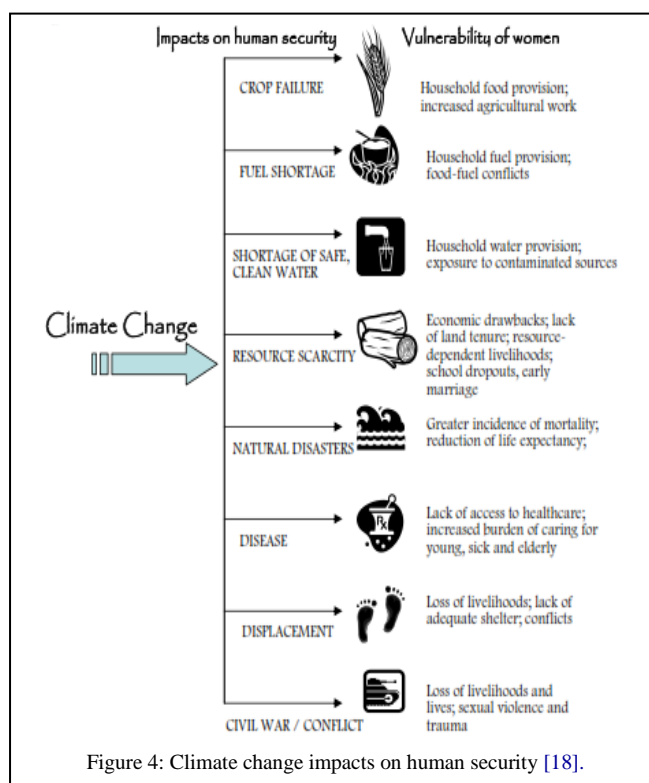 Impacts on human security
Vulnerability of women
CROP FAILURE
Household food provision;
increased agricultural work
FUEL SHORTAGE
Household fuel provision;
food-fuel conflicts
SHORTAGE OF SAFE,
CLEAN WATER
Household water provision;
exposure to contaminated sources
Climate Change
RESOURCE SCARCITY
Economic drawbacks; lack
of land tenure; resource-
dependent livelihoods;
school dropouts, early
marriage
NATURAL DISASTERS
Greater incidence of mortality;
reduction of life expectancy;
DISEASE
Rx
Lack of access to healthcare;
increased burden of caring for
young, sick and elderly
DISPLACEMENT
Loss of livelihoods; lack of
adequate shelter; conflicts
CIVIL WAR / CONFLICT
Loss of livelihoods and
lives; sexual violence and
trauma
Figure 4: Climate change impacts on human security [18].